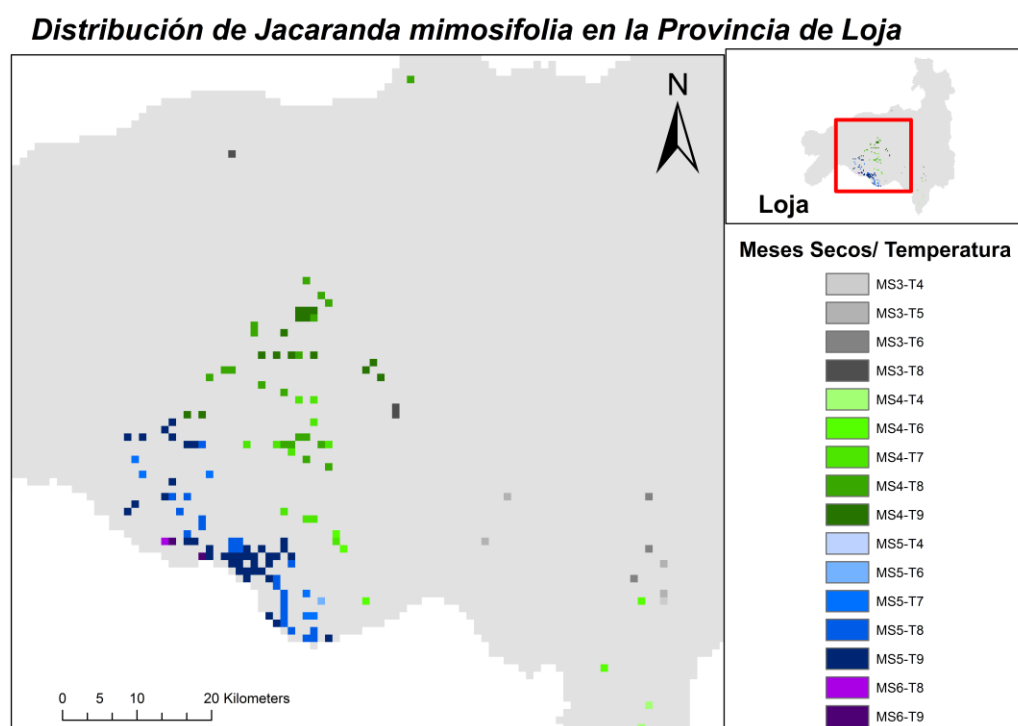 Distribución de Jacaranda mimosifolia en la Provincia de Loja
N
Loja
Meses Secos/ Temperatura
MS3-T4
MS3-T5
MS3-T6
MS3-T8
MS4-T4
MS4-T6
MS4-T7
MS4-T8
MS4-T9
MS5-T4
MS5-T6
MS5-T7
MS5-T8
MS5-T9
MS6-T8
MS6-T9
0 5 10 20 Kilometers